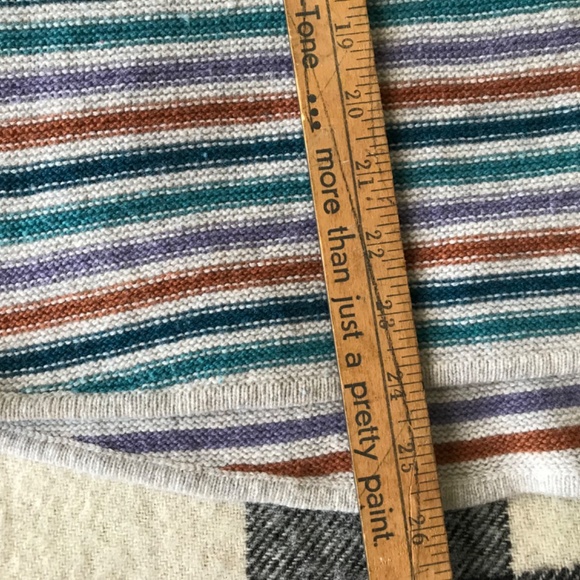 -Tone ... more than just a pretty paint.
19 20 21 22 23 24 25 26